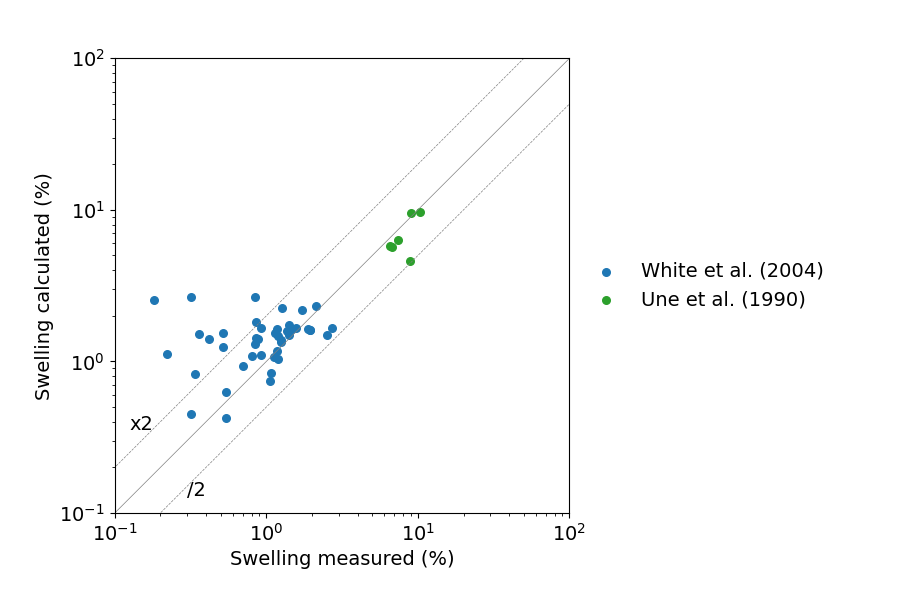 10²
10¹
10⁰
10⁻¹
Swelling calculated (%)
x2
/2
10⁻¹
10⁰
10¹
10²
Swelling measured (%)
White et al. (2004)
Une et al. (1990)